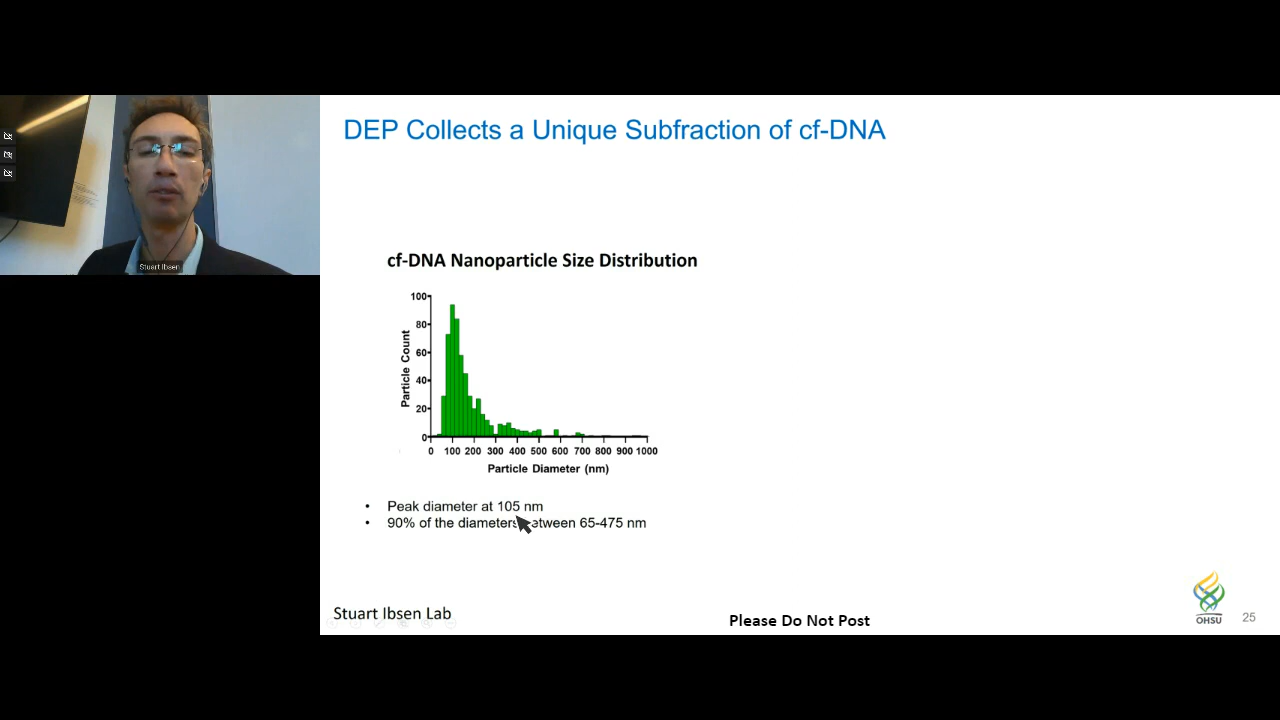 DEP Collects a Unique Subfraction of cf-DNA
Stuart Ibsen
cf-DNA Nanoparticle Size Distribution
100
80
60
40
20
0
Particle Count
0 100 200 300 400 500 600 700 800 900 1000
Particle Diameter (nm)
• Peak diameter at 105 nm
• 90% of the diameters between 65-475 nm
Stuart Ibsen Lab
Please Do Not Post
OHSU
25